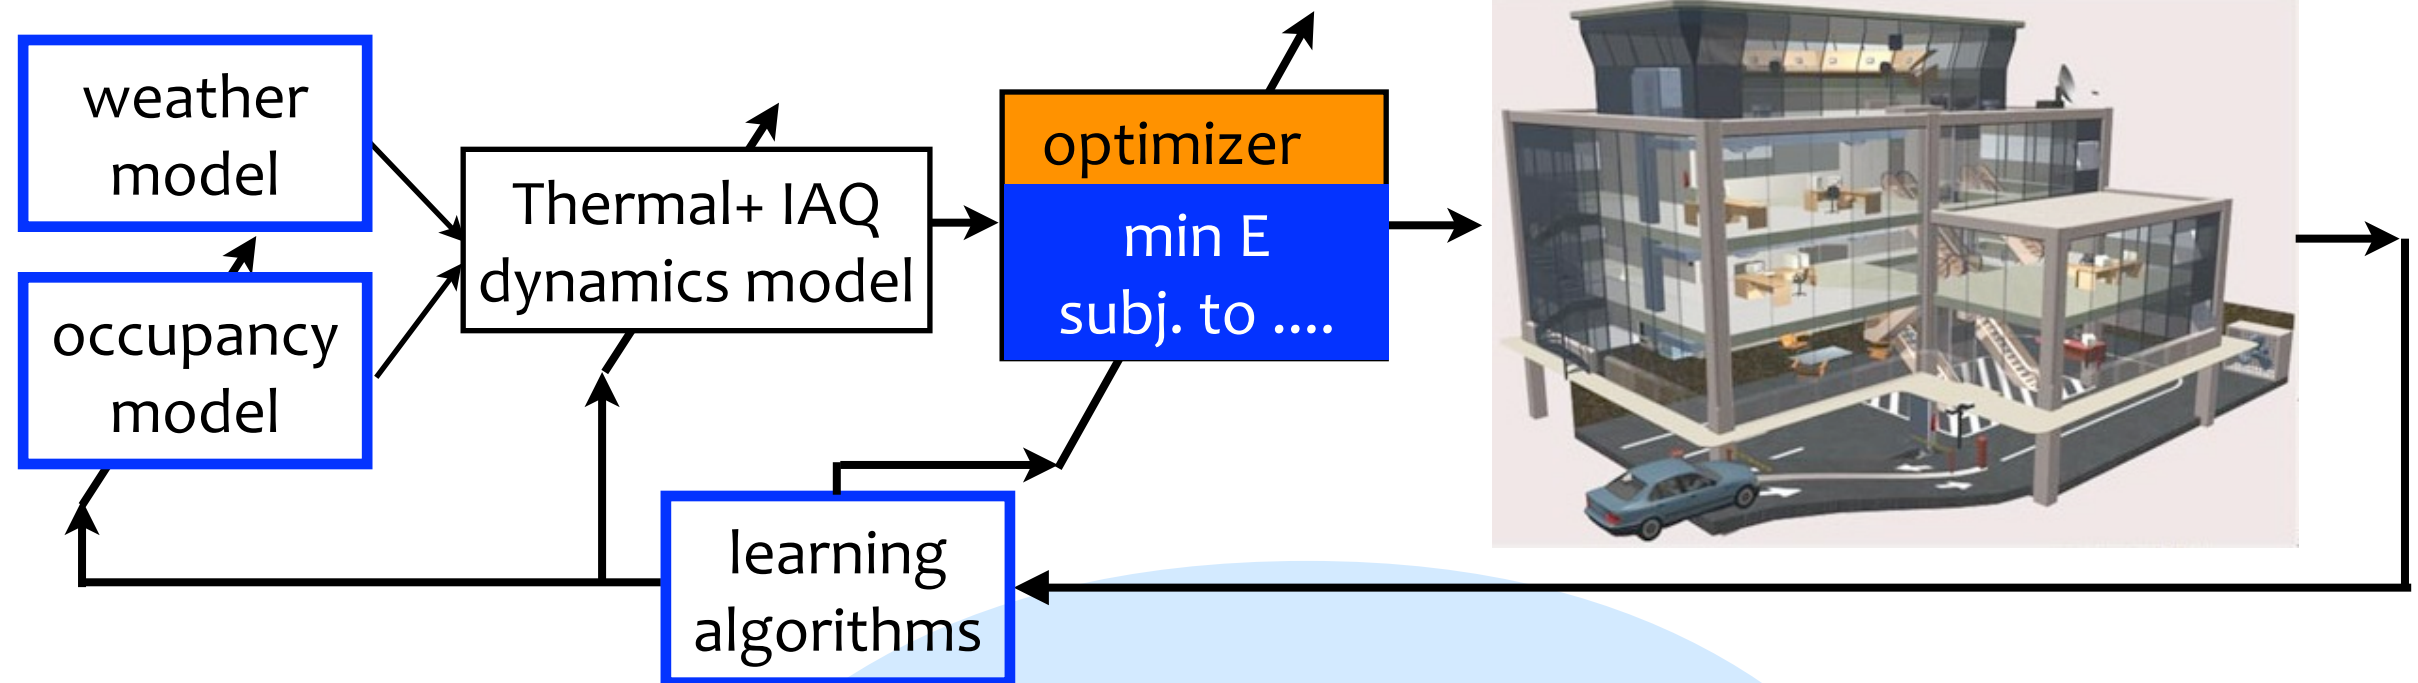 weather
model
occupancy
model
Thermal+ IAQ
dynamics model
optimizer
min E
subj. to ....
learning
algorithms